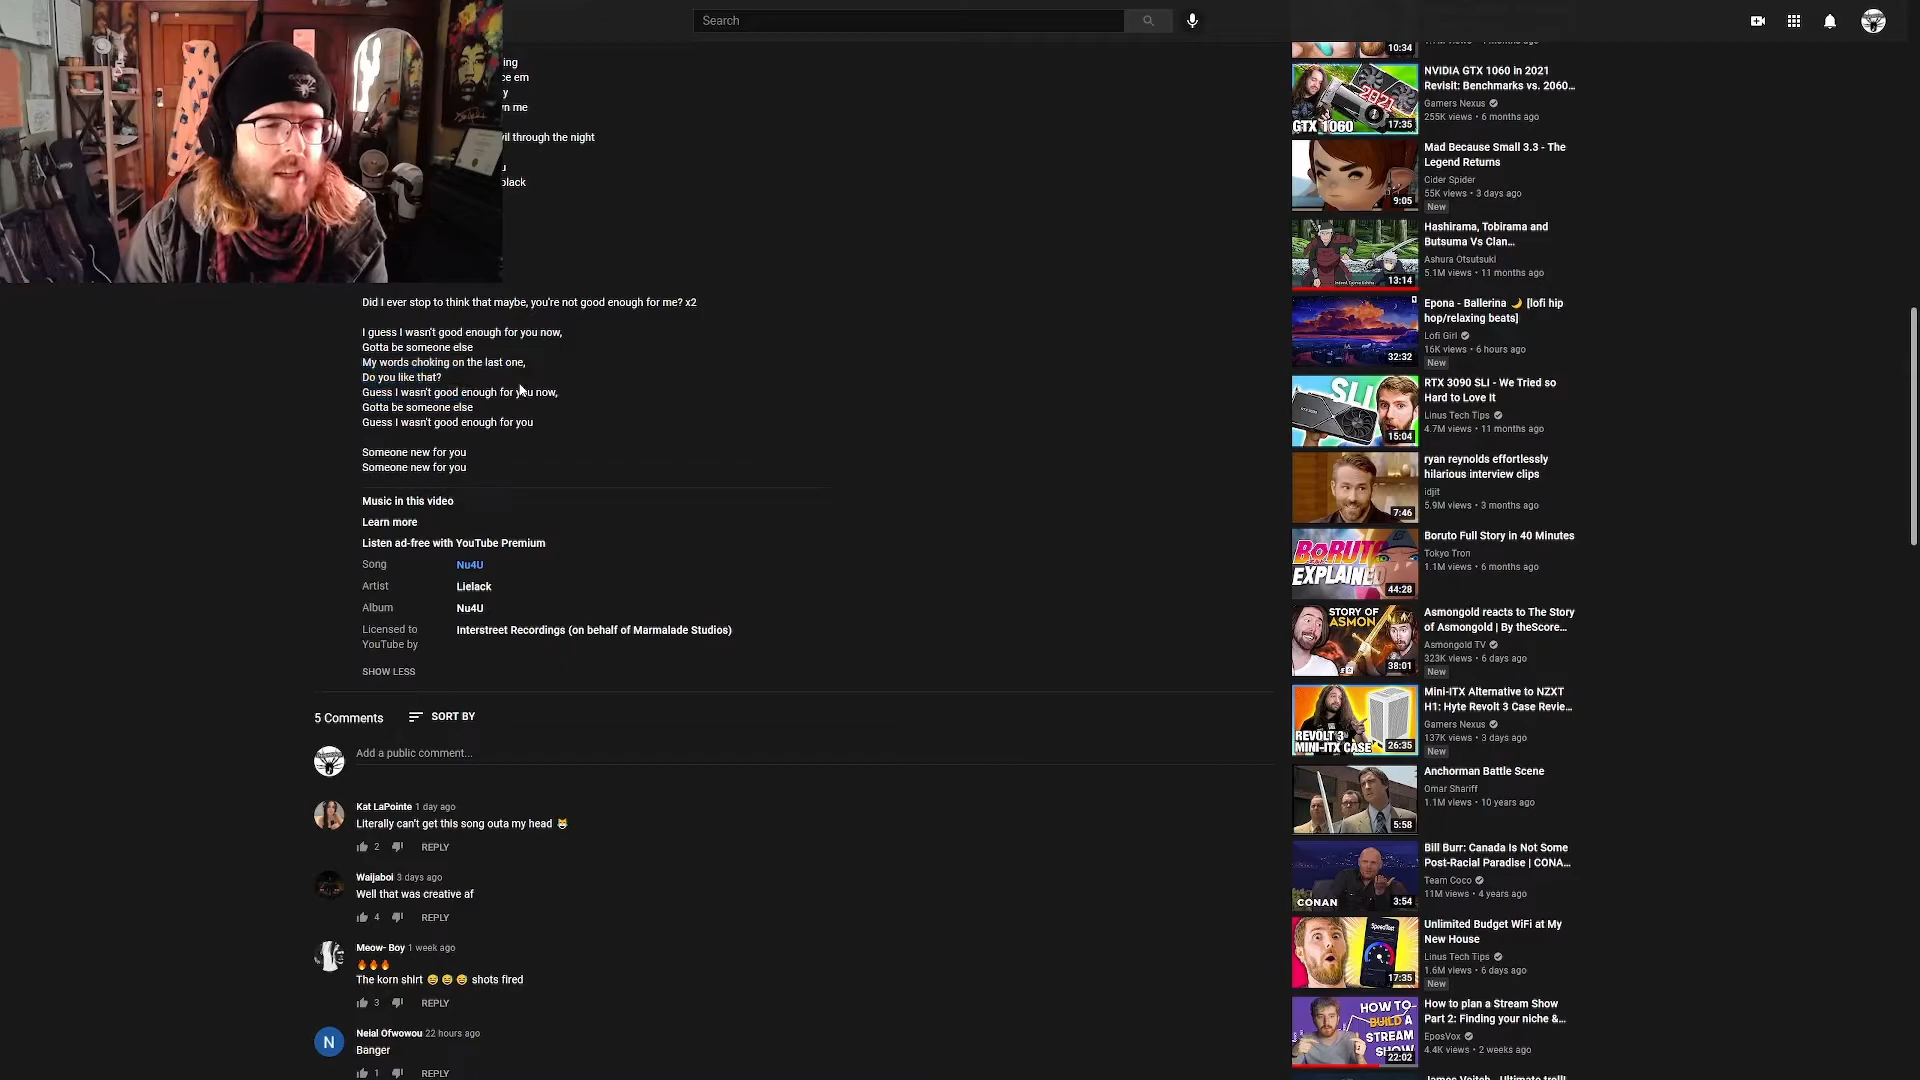 Search
ing
ce em
y
n me
il through the night
u
black
Did I ever stop to think that maybe, you're not good enough for me? x2
I guess I wasn't good enough for you now,
Gotta be someone else
My words choking on the last one,
Do you like that?
Guess I wasn't good enough for you now,
Gotta be someone else
Guess I wasn't good enough for you
Someone new for you
Someone new for you
Music in this video
Learn more
Listen ad-free with YouTube Premium
Song Nu4U
Artist Lielack
Album Nu4U
Licensed to Interstreet Recordings (on behalf of Marmalade Studios)
YouTube by
SHOW LESS
5 Comments SORT BY
Add a public comment...
Kat LaPointe 1 day ago
Literally can't get this song outa my head 😹
2 REPLY
Waijaboi 3 days ago
Well that was creative af
4 REPLY
Meow- Boy 1 week ago
🔥🔥🔥
The korn shirt 😆 😆 😆 shots fired
3 REPLY
N
Neial Ofwowou 22 hours ago
Banger
1 REPLY
10:34
NVIDIA GTX 1060 in 2021
Revisit: Benchmarks vs. 2060...
Gamers Nexus
255K views • 6 months ago
2021
GTX 1060
17:35
Mad Because Small 3.3 - The
Legend Returns
Cider Spider
55K views • 3 days ago
New
9:05
Hashirama, Tobirama and
Butsuma Vs Clan...
Ashura Otsutsuki
5.1M views • 11 months ago
13:14
Epona - Ballerina 🌙 [lofi hip
hop/relaxing beats]
Lofi Girl
16K views • 6 hours ago
New
32:32
RTX 3090 SLI - We Tried so
Hard to Love It
Linus Tech Tips
4.7M views • 11 months ago
SLI
15:04
ryan reynolds effortlessly
hilarious interview clips
idjit
5.9M views • 3 months ago
7:46
Boruto Full Story in 40 Minutes
Tokyo Tron
1.1M views • 6 months ago
BORUTO
EXPLAINED
44:28
Asmongold reacts to The Story
of Asmongold | By theScore...
Asmongold TV
323K views • 6 days ago
New
STORY OF
ASMON
38:01
Mini-ITX Alternative to NZXT
H1: Hyte Revolt 3 Case Revie...
Gamers Nexus
137K views • 3 days ago
New
REVOLT 3
MINI-ITX CASE
26:35
Anchorman Battle Scene
Omar Shariff
1.1M views • 10 years ago
5:58
Bill Burr: Canada Is Not Some
Post-Racial Paradise | CONA...
Team Coco
11M views • 4 years ago
CONAN
3:54
Unlimited Budget WiFi at My
New House
Linus Tech Tips
1.6M views • 6 days ago
New
17:35
How to plan a Stream Show
Part 2: Finding your niche &...
EposVox
4.4K views • 2 weeks ago
HOW TO
BUILD A
STREAM
SHOW
22:02